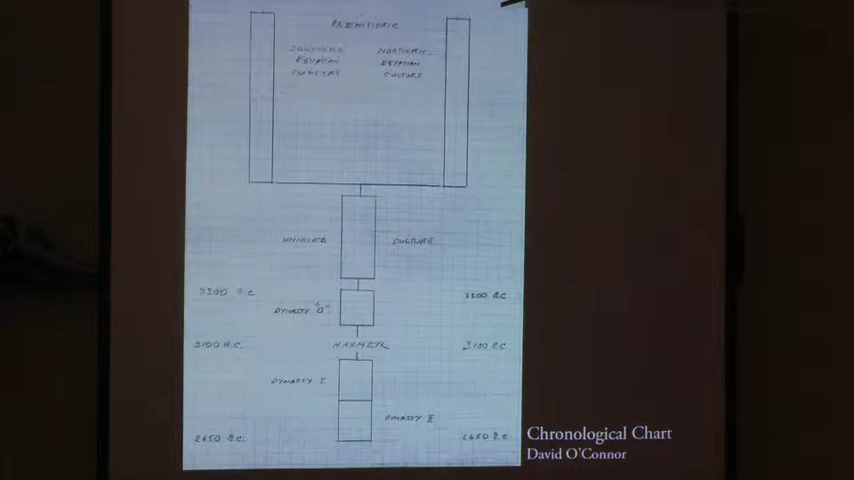 PREHISTORIC
SOUTHERN
EGYPTIAN
CULTURE
NORTHERN
EGYPTIAN
CULTURE
UNIFIED CULTURE
3300 B.C. 3300 B.C.
DYNASTY "0"
3100 B.C. NARMER 3100 B.C.
DYNASTY I
DYNASTY II
2650 B.C. 2650 B.C.
Chronological Chart
David O'Connor